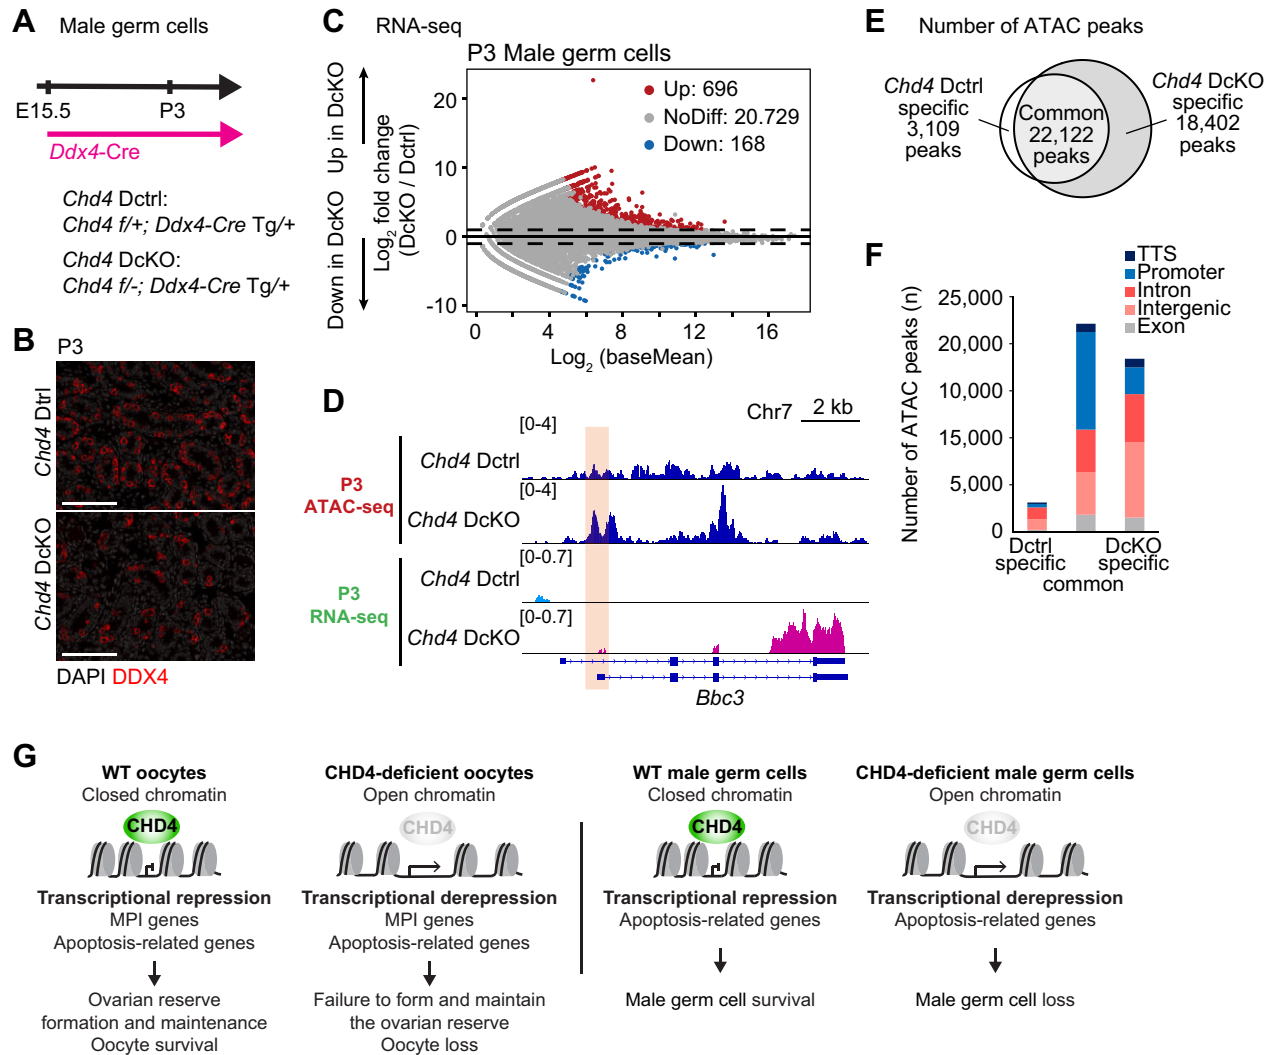 A
Male germ cells
E15.5
P3
Ddx4-Cre
Chd4 Dctrl:
Chd4 f/+; Ddx4-Cre Tg/+
Chd4 DcKO:
Chd4 f/-; Ddx4-Cre Tg/+
B
P3
Chd4 Dtrl
Chd4 DcKO
DAPI DDX4
C
RNA-seq
P3 Male germ cells
Up in DcKO
Down in DcKO
Log2 fold change
(DcKO / Dctrl)
20
10
0
-10
Up: 696
NoDiff: 20.729
Down: 168
0
4
8
12
16
Log2 (baseMean)
D
Chr7
2 kb
P3
ATAC-seq
[0-4]
Chd4 Dctrl
[0-4]
Chd4 DcKO
P3
RNA-seq
[0-0.7]
Chd4 Dctrl
[0-0.7]
Chd4 DcKO
Bbc3
E
Number of ATAC peaks
Chd4 Dctrl
specific
3,109
peaks
Common
22,122
peaks
Chd4 DcKO
specific
18,402
peaks
F
TTS
Promoter
Intron
Intergenic
Exon
Number of ATAC peaks (n)
25,000
20,000
10,000
15,000
5,000
0
Dctrl
specific
common
DcKO
specific
G
WT oocytes
Closed chromatin
CHD4
Transcriptional repression
MPI genes
Apoptosis-related genes
Ovarian reserve
formation and maintenance
Oocyte survival
CHD4-deficient oocytes
Open chromatin
CHD4
Transcriptional derepression
MPI genes
Apoptosis-related genes
Failure to form and maintain
the ovarian reserve
Oocyte loss
WT male germ cells
Closed chromatin
CHD4
Transcriptional repression
Apoptosis-related genes
Male germ cell survival
CHD4-deficient male germ cells
Open chromatin
CHD4
Transcriptional derepression
Apoptosis-related genes
Male germ cell loss